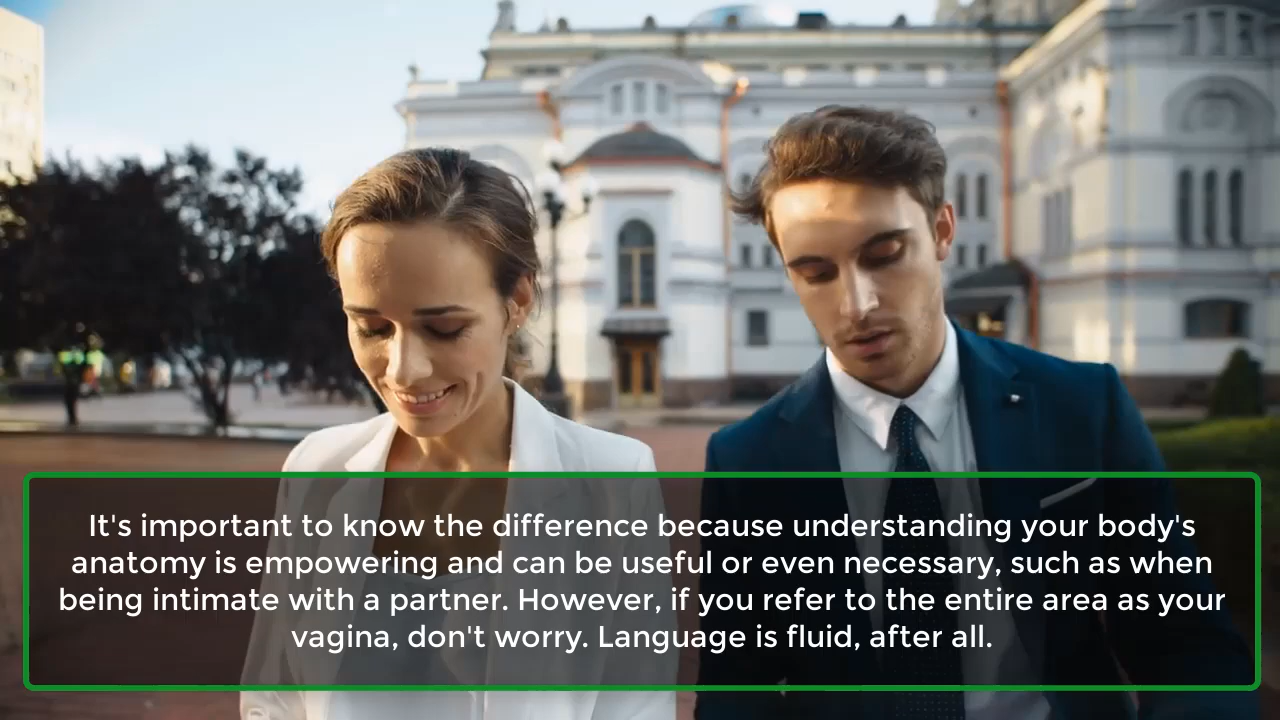 It's important to know the difference because understanding your body's
anatomy is empowering and can be useful or even necessary, such as when
being intimate with a partner. However, if you refer to the entire area as your
vagina, don't worry. Language is fluid, after all.